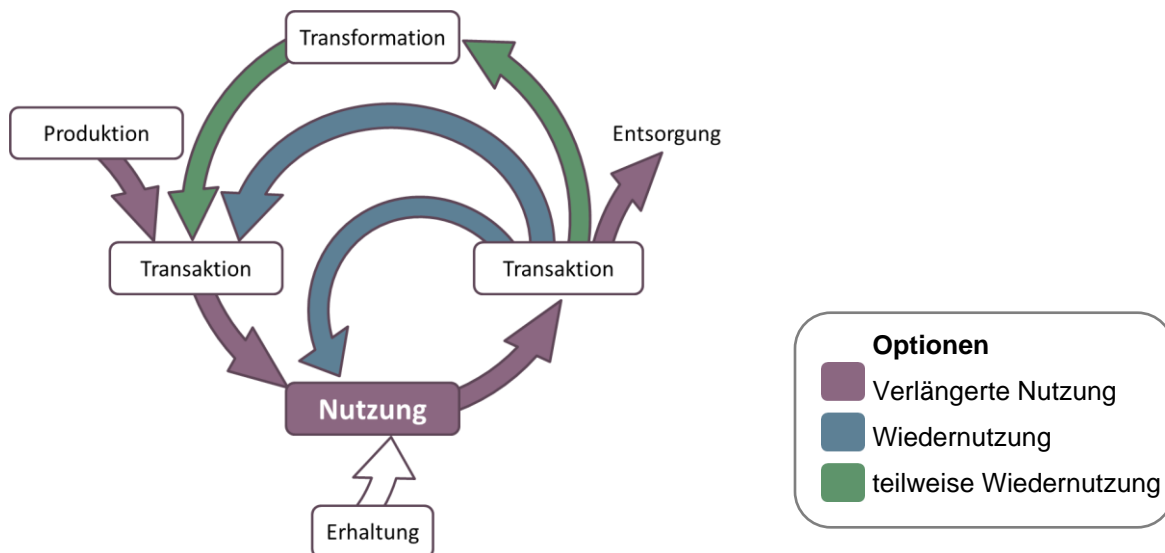 Transformation
Produktion
Entsorgung
Transaktion
Transaktion
Nutzung
Erhaltung
Optionen
Verlängerte Nutzung
Wiedernutzung
teilweise Wiedernutzung